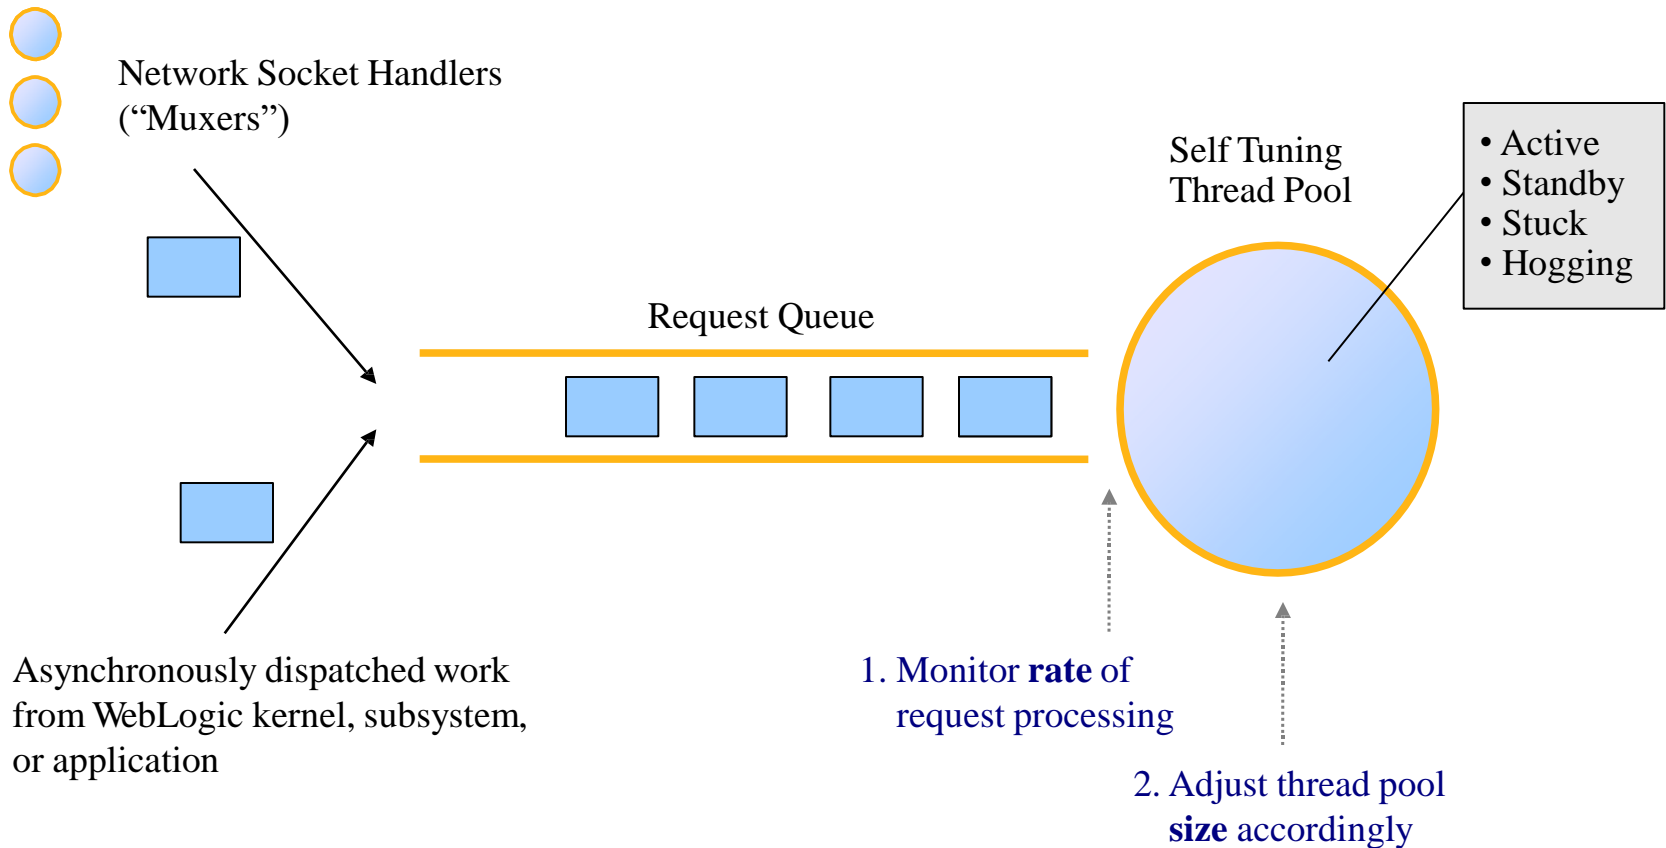 Network Socket Handlers
(“Muxers”)
Self Tuning
Thread Pool
• Active
• Standby
• Stuck
• Hogging
Request Queue
Asynchronously dispatched work
from WebLogic kernel, subsystem,
or application
1. Monitor rate of
request processing
2. Adjust thread pool
size accordingly